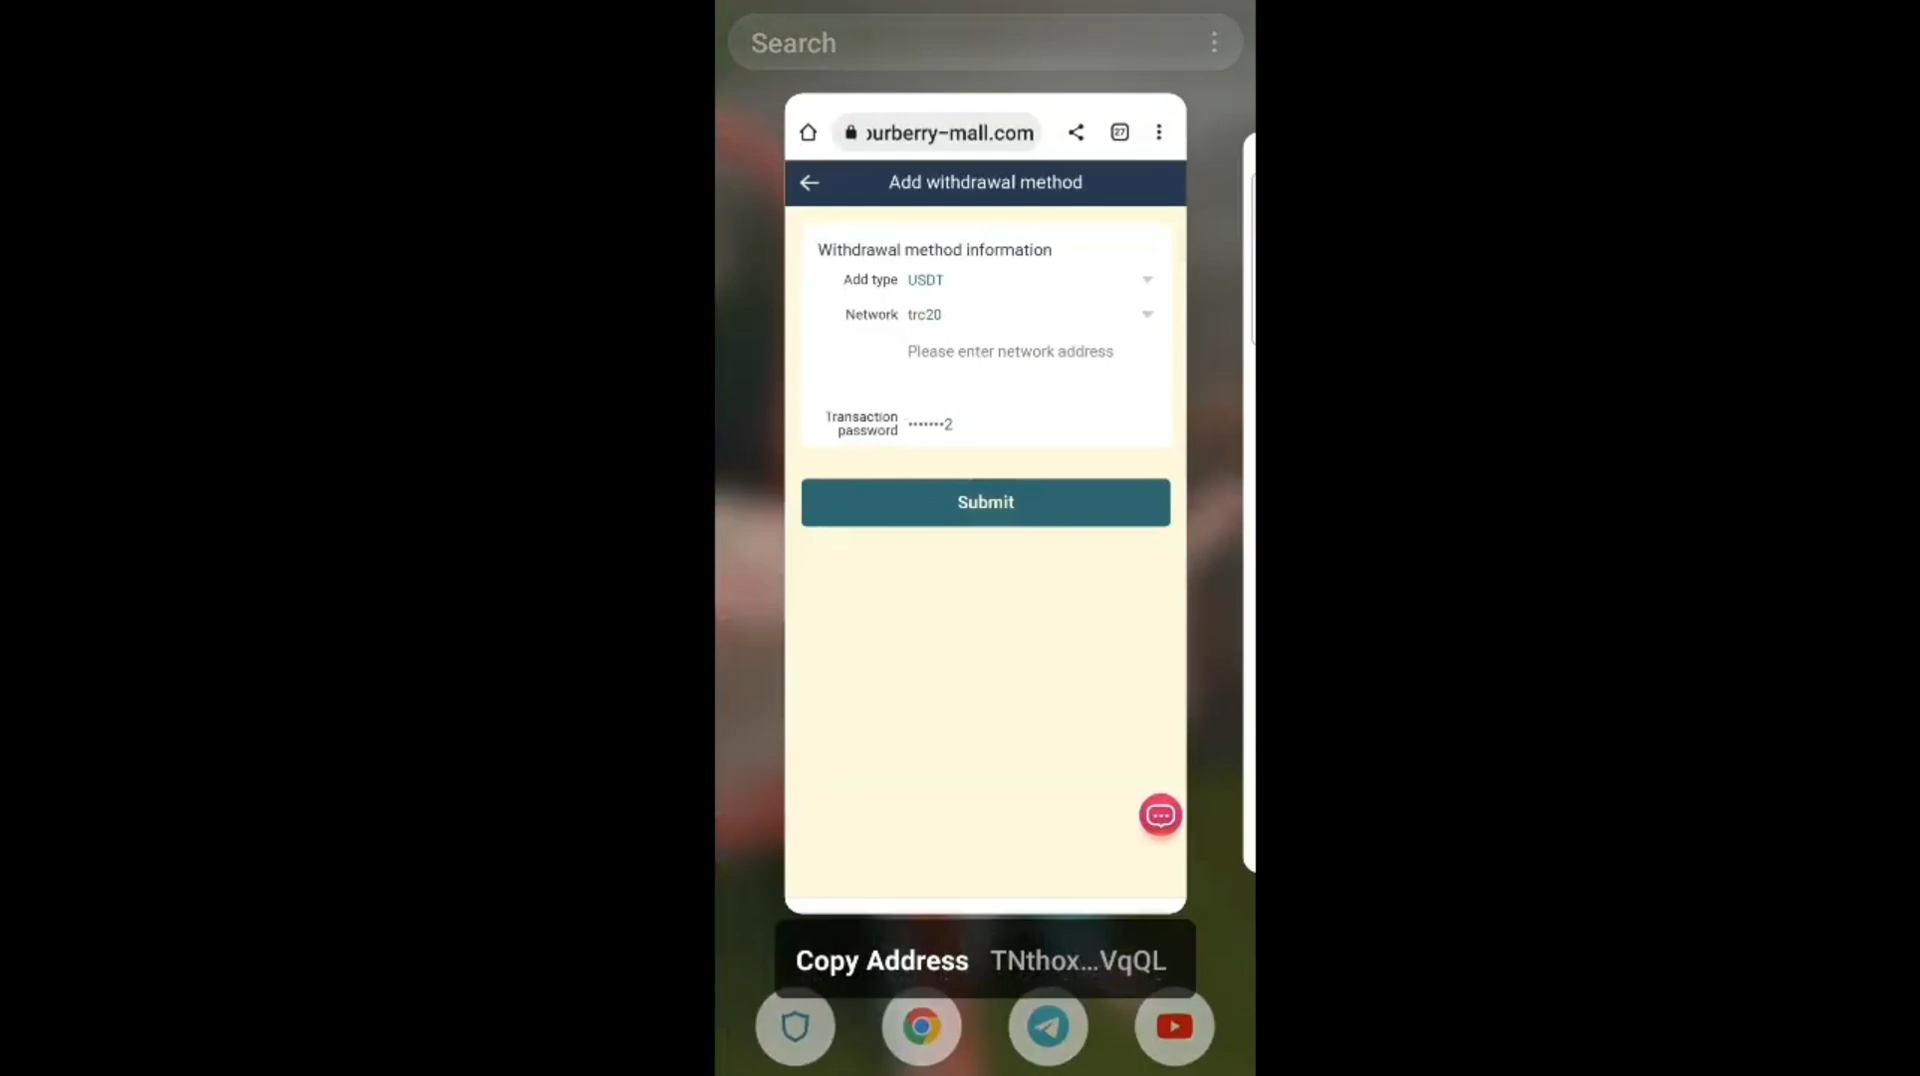 Search
ourberry-mall.com
27
Add withdrawal method
Withdrawal method information
Add type USDT
Network trc20
Please enter network address
Transaction
password •••••••2
Submit
Copy Address TNthox...VqQL